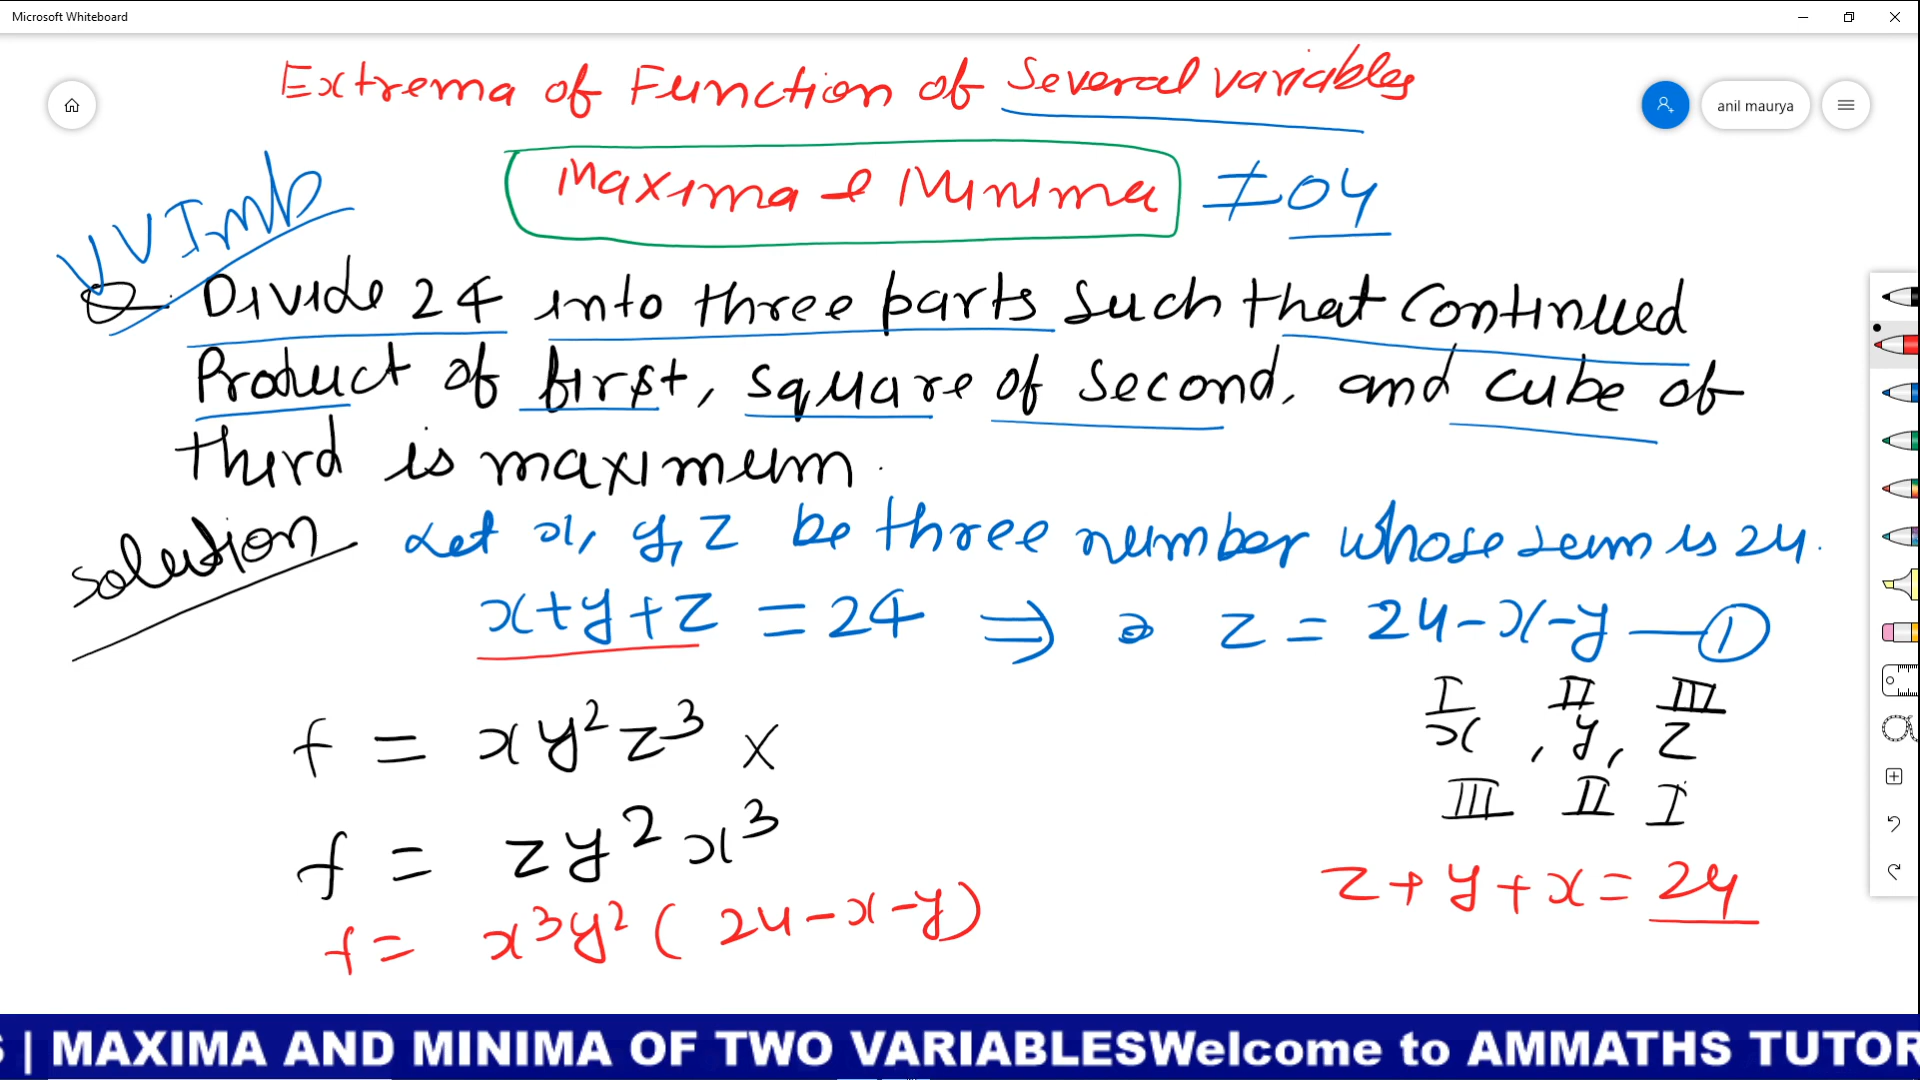 Microsoft Whiteboard
Extrema of Function of Several variables
anil maurya
Maxima & Minima #04
VVImp
Q. Divide 24 into three parts such that continued
Product of first, square of second, and cube of
third is maximum.
Solution Let x, y, z be three number whose sum is 24.
x+y+z = 24 ⇒ z = 24-x-y —①
I II III
f = xy²z³ × x, y, z
III II I
f = zy²x³
z+y+x = 24
f = x³y² (24-x-y)
S | MAXIMA AND MINIMA OF TWO VARIABLESWelcome to AMMATHS TUTOR